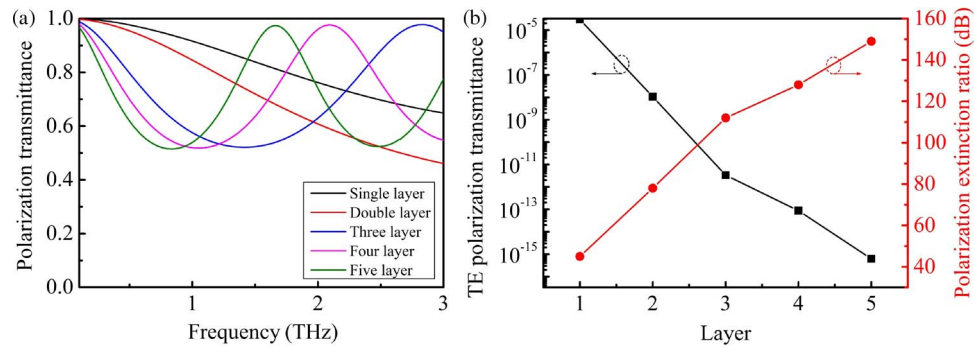 (a)
Polarization transmittance
1.0
0.8
0.6
0.4
0.2
0.0
1
2
3
Frequency (THz)
Single layer
Double layer
Three layer
Four layer
Five layer
(b)
TE polarization transmittance
10⁻⁵
10⁻⁷
10⁻⁹
10⁻¹¹
10⁻¹³
10⁻¹⁵
1
2
3
4
5
Layer
160
140
120
100
80
60
40
Polarization extinction ratio (dB)